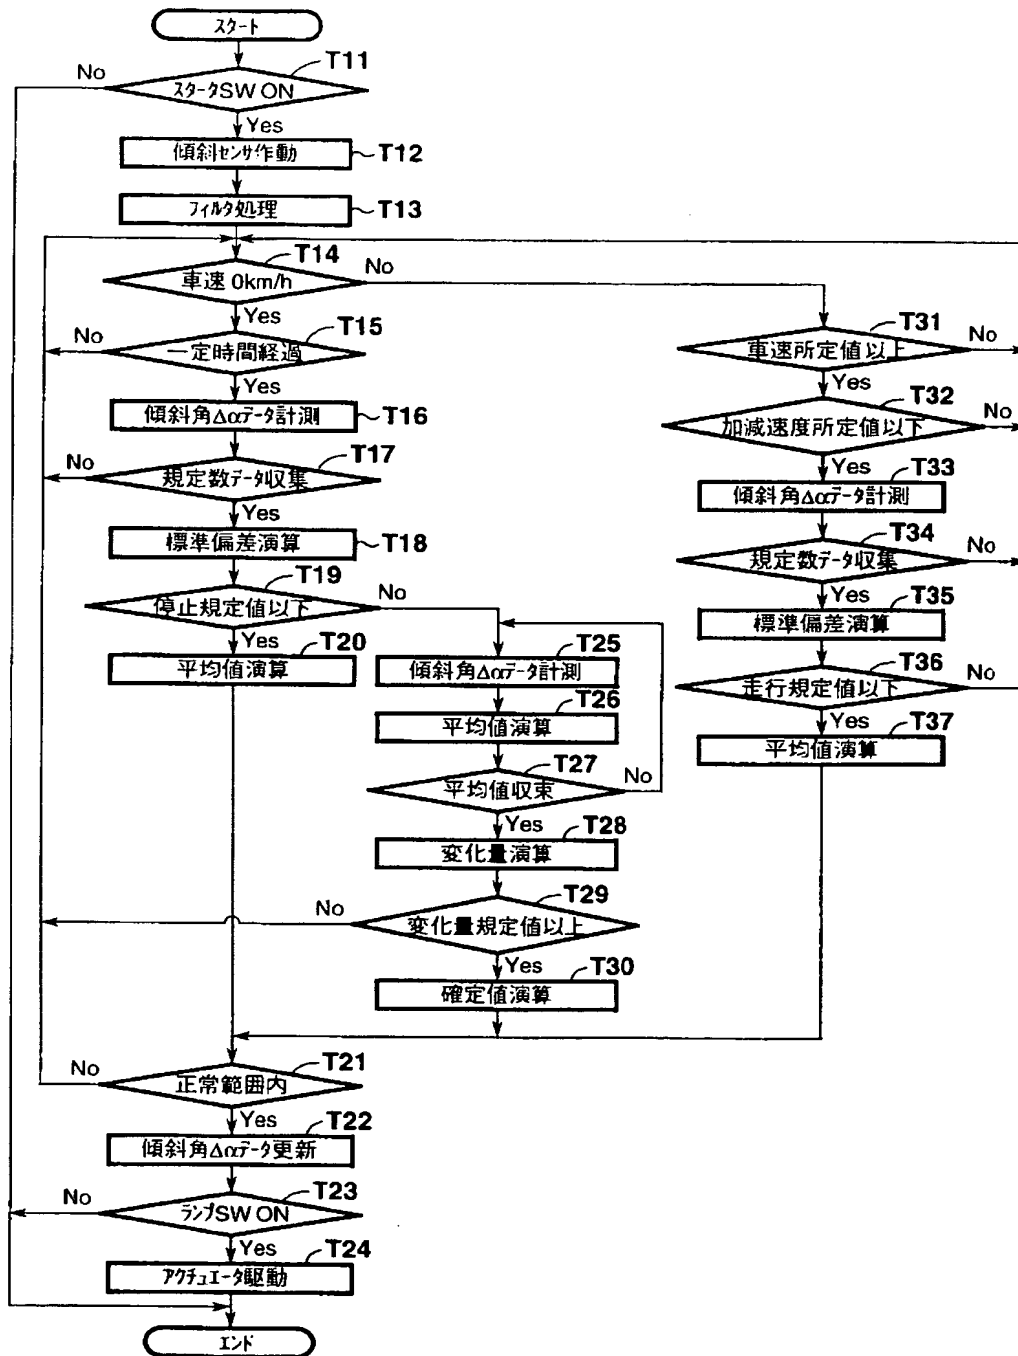 スタート
T11
No
スタータSW ON
Yes
傾斜センサ作動
T12
フィルタ処理
T13
T14
No
車速 0km/h
Yes
T15
No
一定時間経過
Yes
傾斜角Δαデータ計測
T16
T17
No
規定数データ収集
Yes
標準偏差演算
T18
T19
No
停止規定値以下
Yes
T20
平均値演算
T25
傾斜角Δαデータ計測
T26
平均値演算
T27
No
平均値収束
Yes
T28
変化量演算
T29
No
変化量規定値以上
Yes
T30
確定値演算
T31
No
車速所定値以上
Yes
T32
No
加減速度所定値以下
Yes
T33
傾斜角Δαデータ計測
T34
No
規定数データ収集
Yes
T35
標準偏差演算
T36
No
走行規定値以下
Yes
T37
平均値演算
T21
No
正常範囲内
Yes
T22
傾斜角Δαデータ更新
T23
No
ランプSW ON
Yes
T24
アクチュエータ駆動
エンド